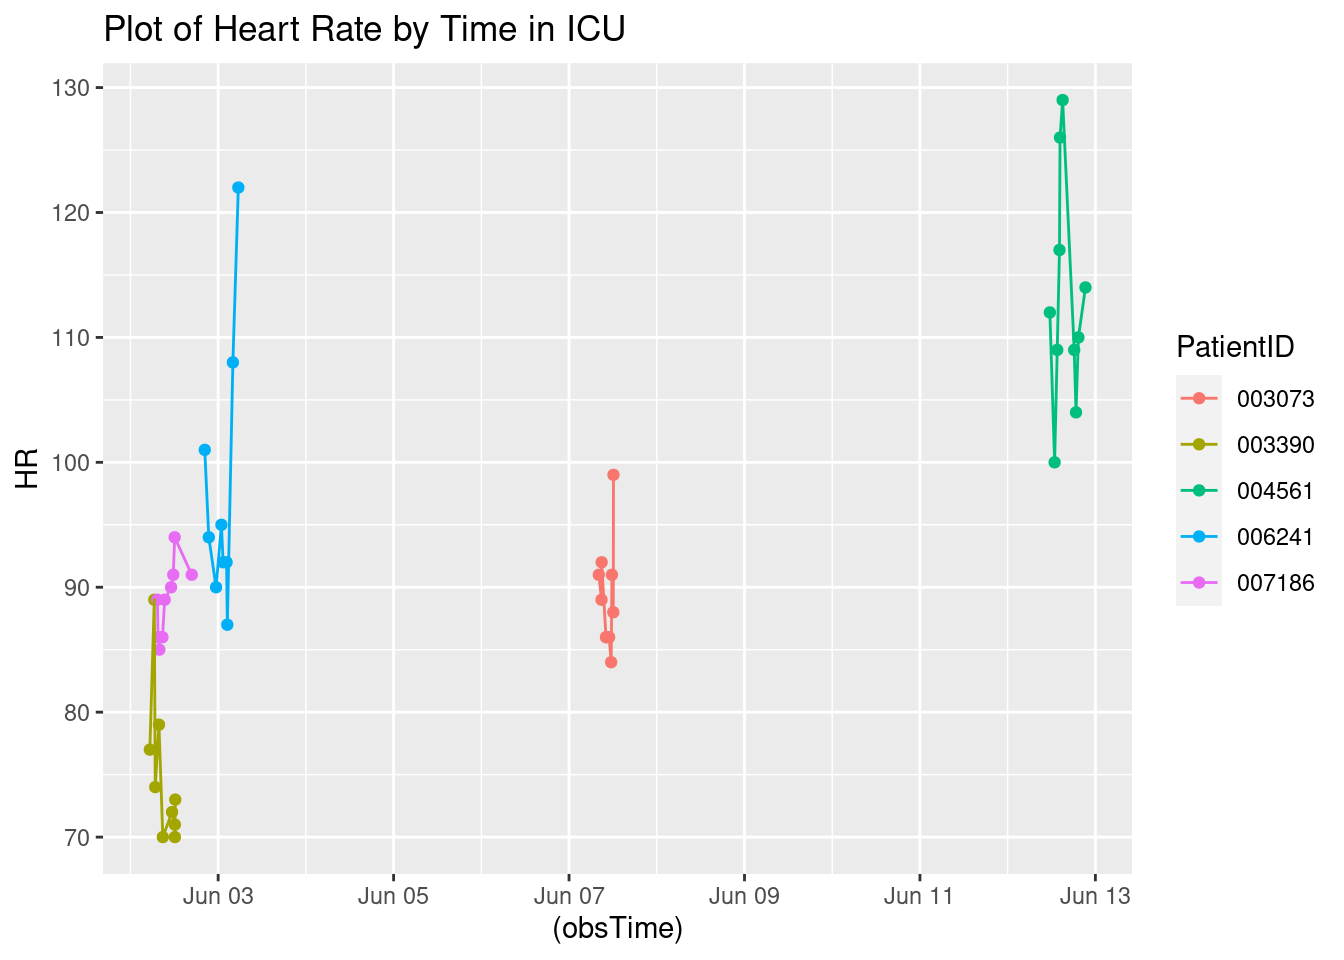 Plot of Heart Rate by Time in ICU
130
120
110
100
90
80
70
HR
Jun 03
Jun 05
Jun 07
Jun 09
Jun 11
Jun 13
(obsTime)
PatientID
003073
003390
004561
006241
007186